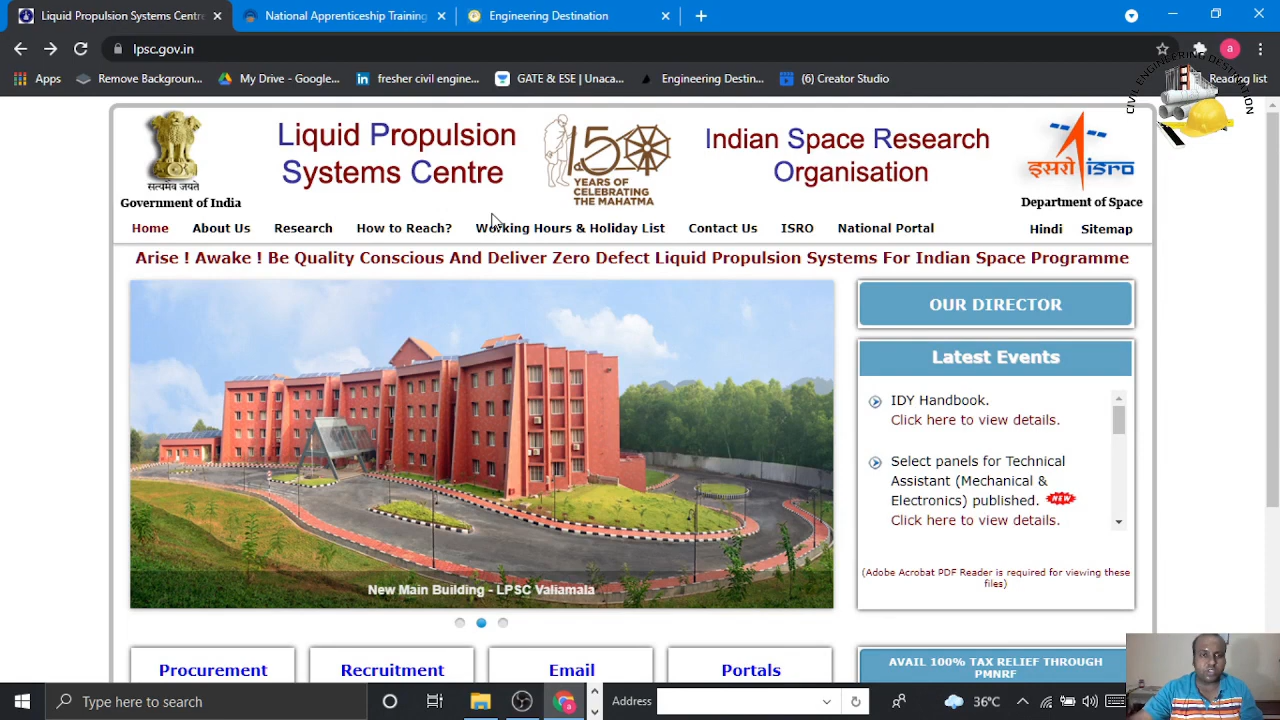 Liquid Propulsion Systems Centre
National Apprenticeship Training
Engineering Destination
lpsc.gov.in
a
Apps
Remove Backgroun...
My Drive - Google...
fresher civil engine...
GATE & ESE | Unaca...
Engineering Destin...
(6) Creator Studio
Reading list
CIVIL ENGINEERING DESTINATION
सत्यमेव जयते
Government of India
Liquid Propulsion
Systems Centre
150
YEARS OF
CELEBRATING
THE MAHATMA
Indian Space Research
Organisation
इसरो isro
Department of Space
Home
About Us
Research
How to Reach?
Working Hours & Holiday List
Contact Us
ISRO
National Portal
Hindi
Sitemap
Arise ! Awake ! Be Quality Conscious And Deliver Zero Defect Liquid Propulsion Systems For Indian Space Programme
New Main Building - LPSC Valiamala
OUR DIRECTOR
Latest Events
IDY Handbook.
Click here to view details.
Select panels for Technical
Assistant (Mechanical &
Electronics) published. NEW
Click here to view details.
(Adobe Acrobat PDF Reader is required for viewing these
files)
Procurement
Recruitment
Email
Portals
AVAIL 100% TAX RELIEF THROUGH
PMNRF
Type here to search
Address
36°C